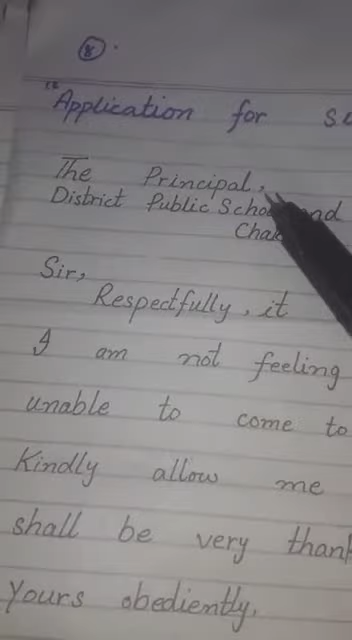 8.
"Application for
The Principal,
District Public School and
Sir,
Respectfully, it
I am not feeling
unable to come to
Kindly allow me
shall be very
Yours obediently,